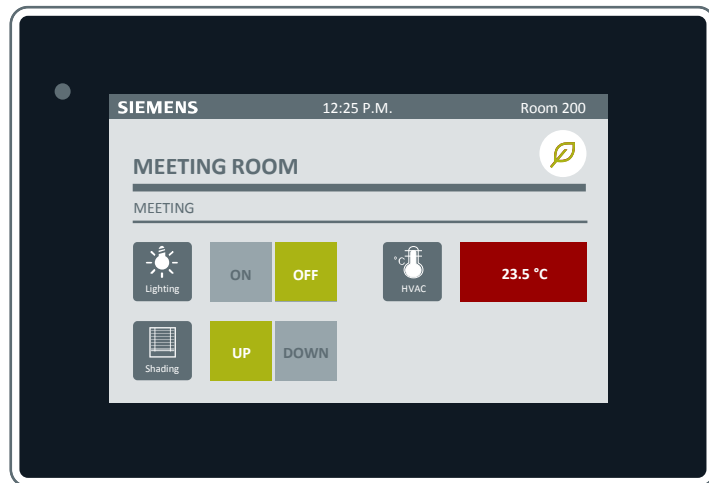 SIEMENS 12:25 P.M. Room 200
MEETING ROOM
MEETING
Lighting ON OFF °C HVAC 23.5 °C
Shading UP DOWN